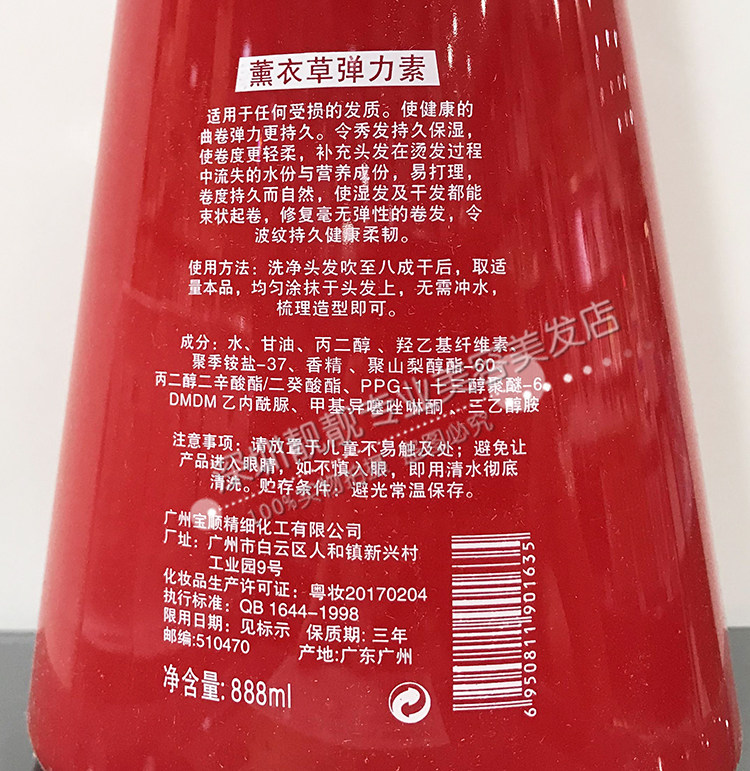 薰衣草弹力素
适用于任何受损的发质。使健康的
曲卷弹力更持久。令秀发持久保湿,
使卷度更轻柔,补充头发在烫发过程
中流失的水份与营养成份,易打理,
卷度持久而自然,使湿发及干发都能
束状起卷,修复毫无弹性的卷发,令
波纹持久健康柔韧。
使用方法:洗净头发吹至八成干后,取适
量本品,均匀涂抹于头发上,无需冲水,
梳理造型即可。
成分:水、甘油、丙二醇、羟乙基纤维素、
聚季铵盐-37、香精、聚山梨醇酯-60、
丙二醇二辛酸酯/二癸酸酯、PPG-1 醇聚醚-6
DMDM 乙内酰脲、甲基异噻唑啉酮、三乙醇胺
注意事项:请放置于儿童不易触及处;避免让
产品进入眼睛,如不慎入眼,即用清水彻底
清洗。贮存条件:避光常温保存。
广州宝顺精细化工有限公司
厂址:广州市白云区人和镇新兴村
工业园9号
化妆品生产许可证:粤妆20170204
执行标准:QB 1644-1998
限用日期:见标示 保质期:三年
邮编:510470 产地:广东广州
净含量:888ml
6950811901635
靓靓专业美容美发店
100%实物拍 图必究